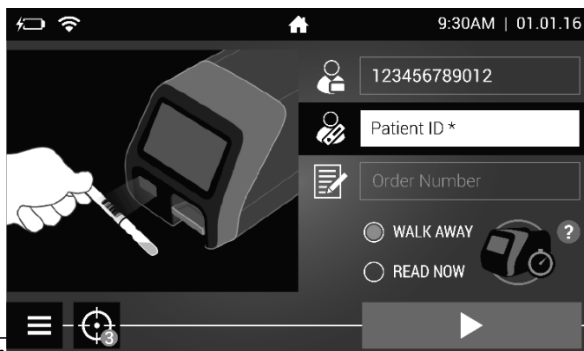 9:30AM | 01.01.16
123456789012
Patient ID *
Order Number
WALK AWAY
?
READ NOW
3